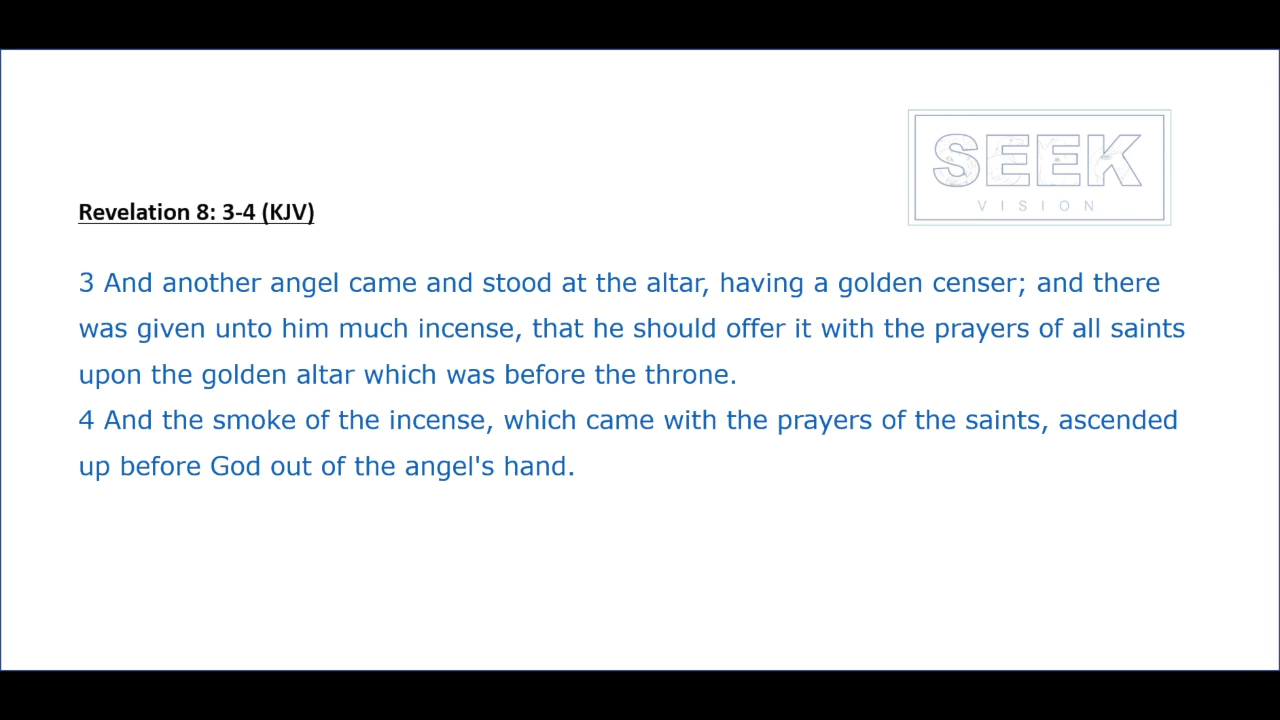 SEEK
VISION
Revelation 8: 3-4 (KJV)
3 And another angel came and stood at the altar, having a golden censer; and there
was given unto him much incense, that he should offer it with the prayers of all saints
upon the golden altar which was before the throne.
4 And the smoke of the incense, which came with the prayers of the saints, ascended
up before God out of the angel's hand.